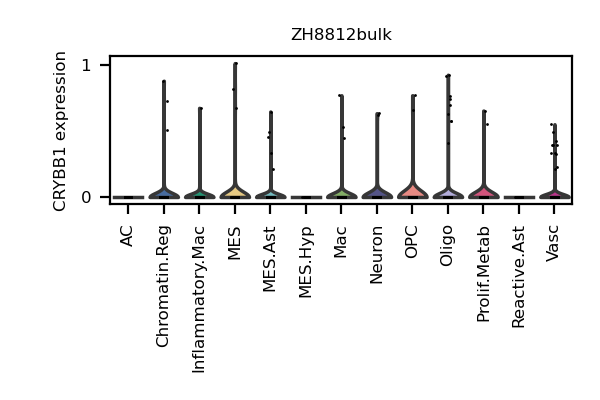 ZH8812bulk
CRYBB1 expression
1
0
AC
Chromatin.Reg
Inflammatory.Mac
MES
MES.Ast
MES.Hyp
Mac
Neuron
OPC
Oligo
Prolif.Metab
Reactive.Ast
Vasc